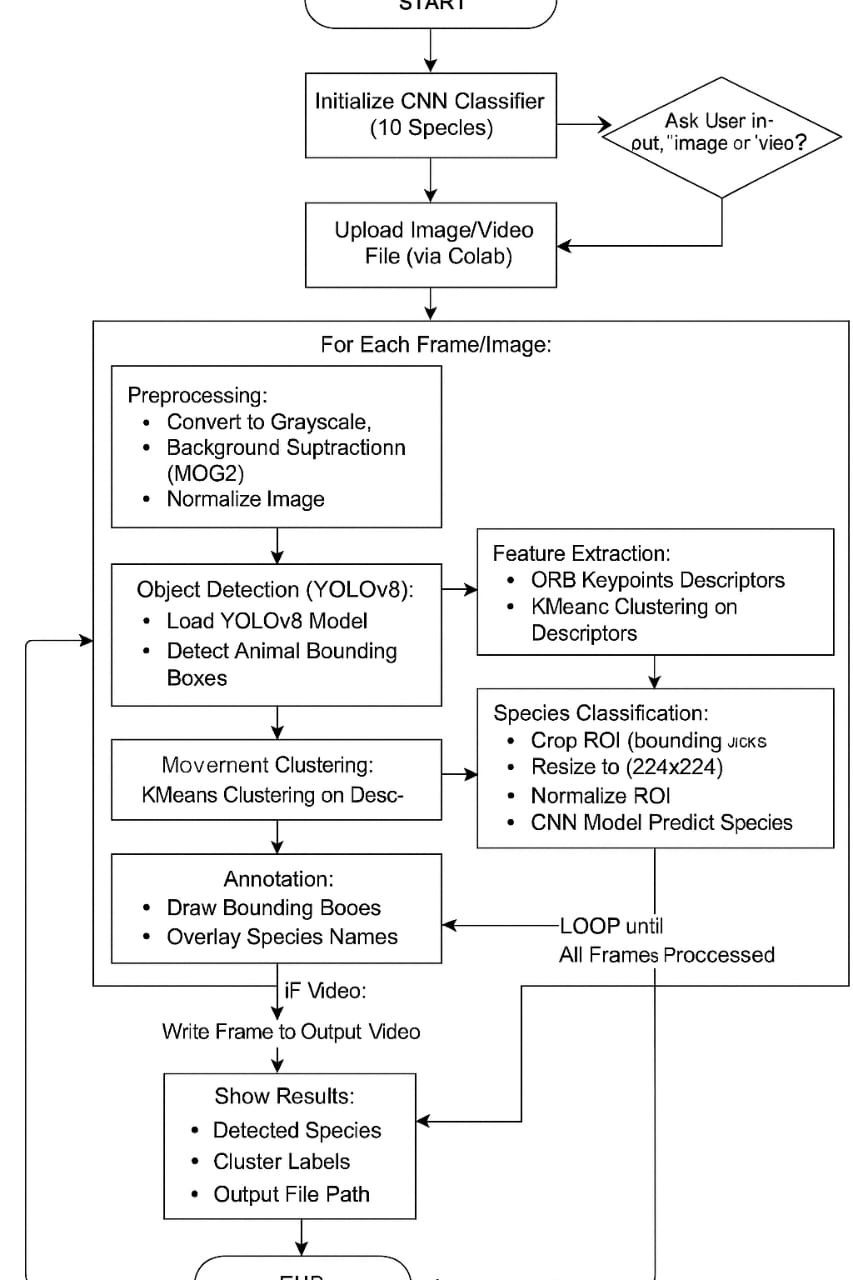 START
Initialize CNN Classifier
(10 Specles)
Ask User in-
put, "image or 'vieo?
Upload Image/Video
File (via Colab)
For Each Frame/Image:
Preprocessing:
• Convert to Grayscale,
• Background Suptractionn
(MOG2)
• Normalize Image
Object Detection (YOLOv8):
• Load YOLOv8 Model
• Detect Animal Bounding
Boxes
Feature Extraction:
• ORB Keypoints Descriptors
• KMeanc Clustering on
Descriptors
Movernent Clustering:
KMeans Clustering on Desc-
Species Classification:
• Crop ROI (bounding JICKS
• Resize to (224x224)
• Normalize ROI
• CNN Model Predict Species
Annotation:
• Draw Bounding Booes
• Overlay Species Names
LOOP until
All Frames Proccessed
iF Video:
Write Frame to Output Video
Show Results:
• Detected Species
• Cluster Labels
• Output File Path